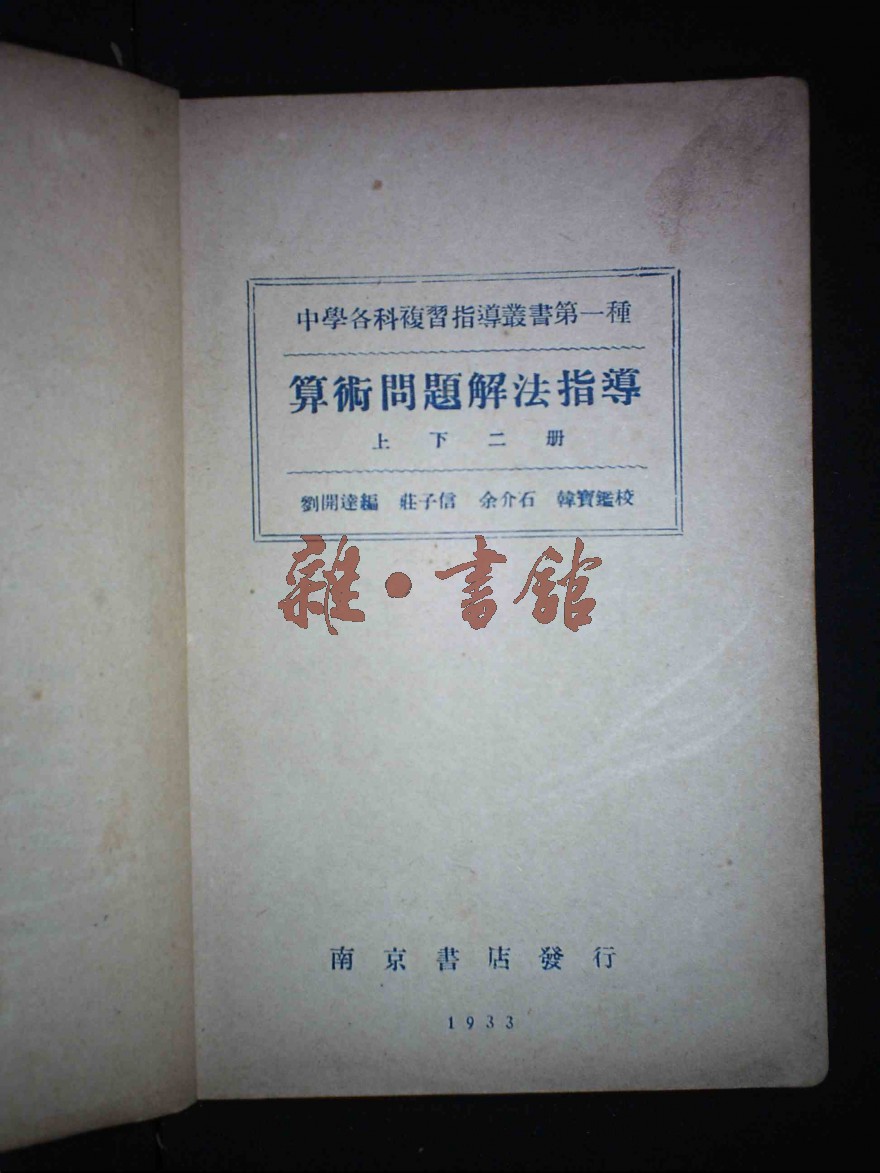 中學各科複習指導叢書第一種
算術問題解法指導
上下二册
劉開達編 莊子信 余介石 韓寶鑑校
雜·書館
南京書店發行
1933